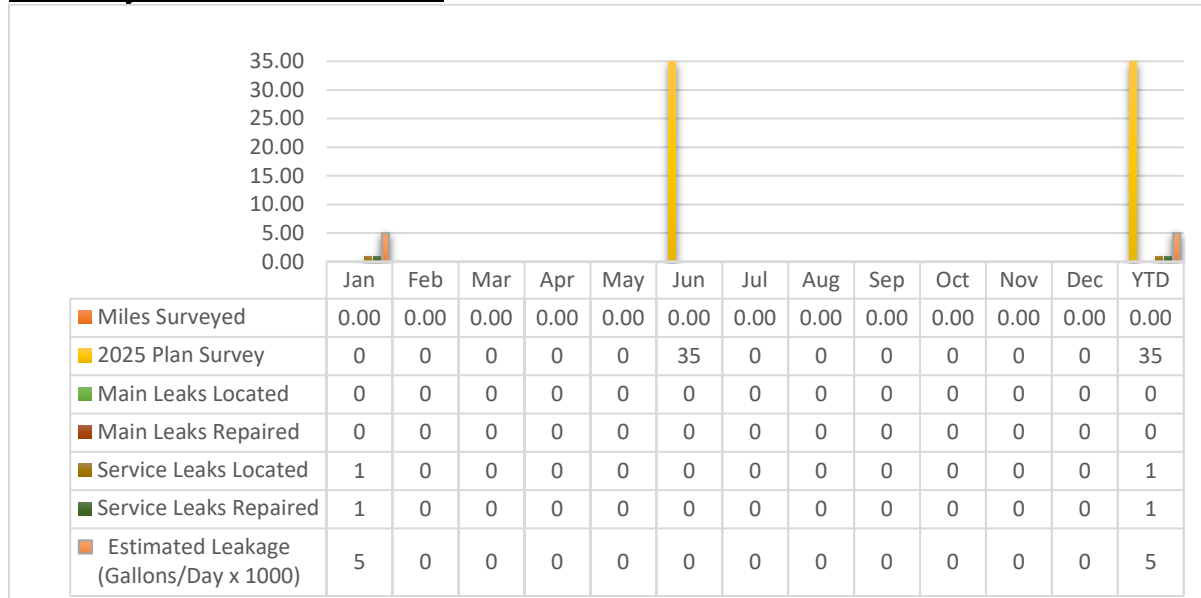 35.00
30.00
25.00
20.00
15.00
10.00
5.00
0.00
Jan Feb Mar Apr May Jun Jul Aug Sep Oct Nov Dec YTD
Miles Surveyed 0.00 0.00 0.00 0.00 0.00 0.00 0.00 0.00 0.00 0.00 0.00 0.00 0.00
2025 Plan Survey 0 0 0 0 0 35 0 0 0 0 0 0 35
Main Leaks Located 0 0 0 0 0 0 0 0 0 0 0 0 0
Main Leaks Repaired 0 0 0 0 0 0 0 0 0 0 0 0 0
Service Leaks Located 1 0 0 0 0 0 0 0 0 0 0 0 1
Service Leaks Repaired 1 0 0 0 0 0 0 0 0 0 0 0 1
Estimated Leakage
(Gallons/Day x 1000) 5 0 0 0 0 0 0 0 0 0 0 0 5